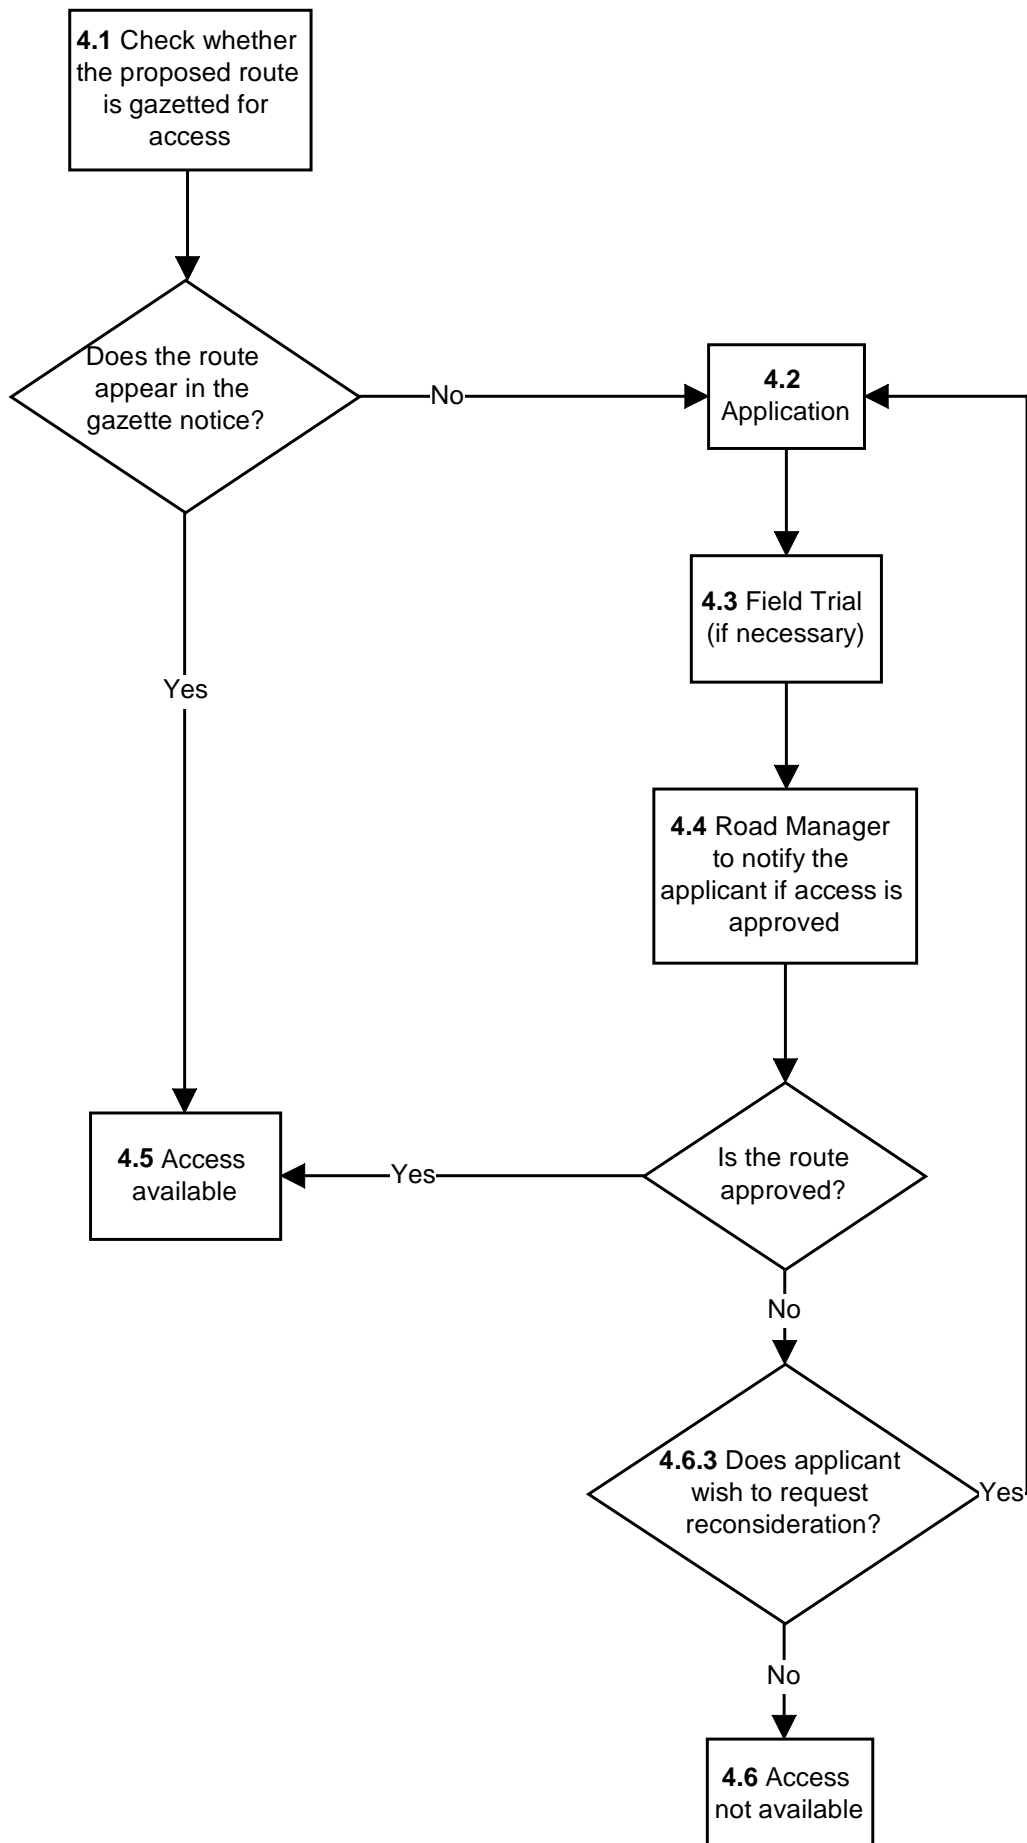 4.1 Check whether
the proposed route
is gazetted for
access
Does the route
appear in the
gazette notice?
No
4.2
Application
4.3 Field Trial
(if necessary)
Yes
4.4 Road Manager
to notify the
applicant if access is
approved
4.5 Access
available
Yes
Is the route
approved?
No
4.6.3 Does applicant
wish to request
reconsideration?
Yes
No
4.6 Access
not available